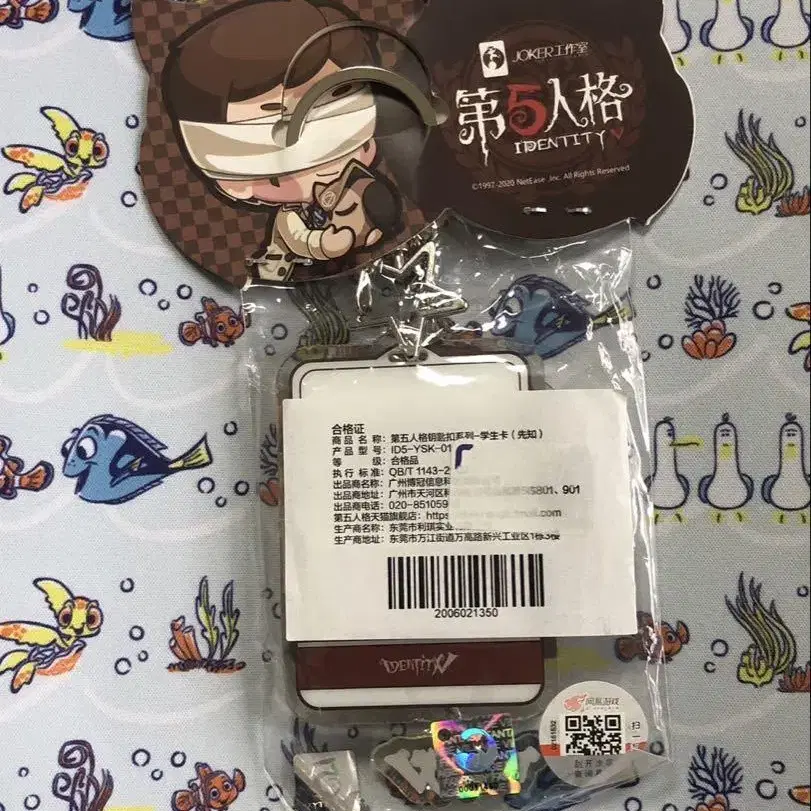 JOKER工作室
第5人格
IDENTITY V
©1997-2020 NetEase, Inc. All Rights Reserved
合格证
商品名称：第五人格钥匙扣系列-学生卡（先知）
产品型号：ID5-YSK-01
等级：合格品
执行标准：QB/T 1143-2
出品商名称：广州博冠信息科
出品商地址：广州市天河区 801、901
出品商电话：020-851059
第五人格天猫旗舰店：https
生产商名称：东莞市利琪实业
生产商地址：东莞市万江街道万高路新兴工业区1栋3楼
2006021350
IDENTITY V
网易游戏
扫